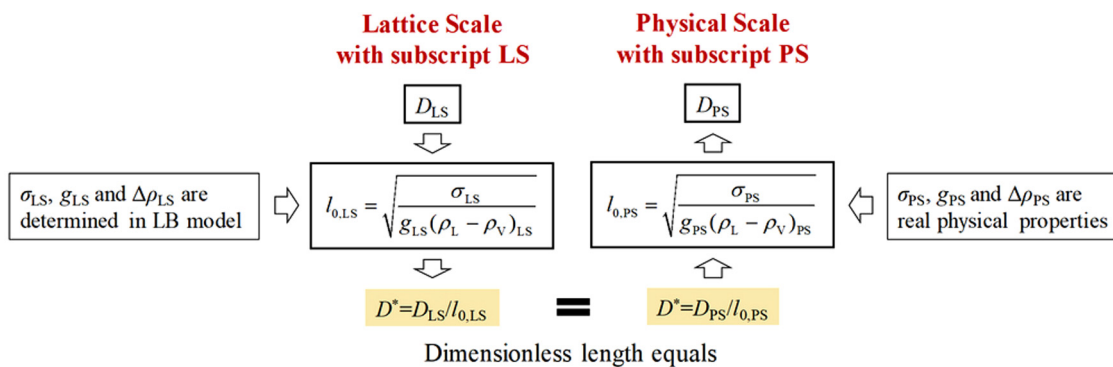 Lattice Scale
with subscript LS
Physical Scale
with subscript PS
D_LS
D_PS
σ_LS, g_LS and Δρ_LS are
determined in LB model
l_0,LS = √(σ_LS / (g_LS(ρ_L − ρ_V)_LS))
l_0,PS = √(σ_PS / (g_PS(ρ_L − ρ_V)_PS))
σ_PS, g_PS and Δρ_PS are
real physical properties
D*=D_LS/l_0,LS
=
D*=D_PS/l_0,PS
Dimensionless length equals